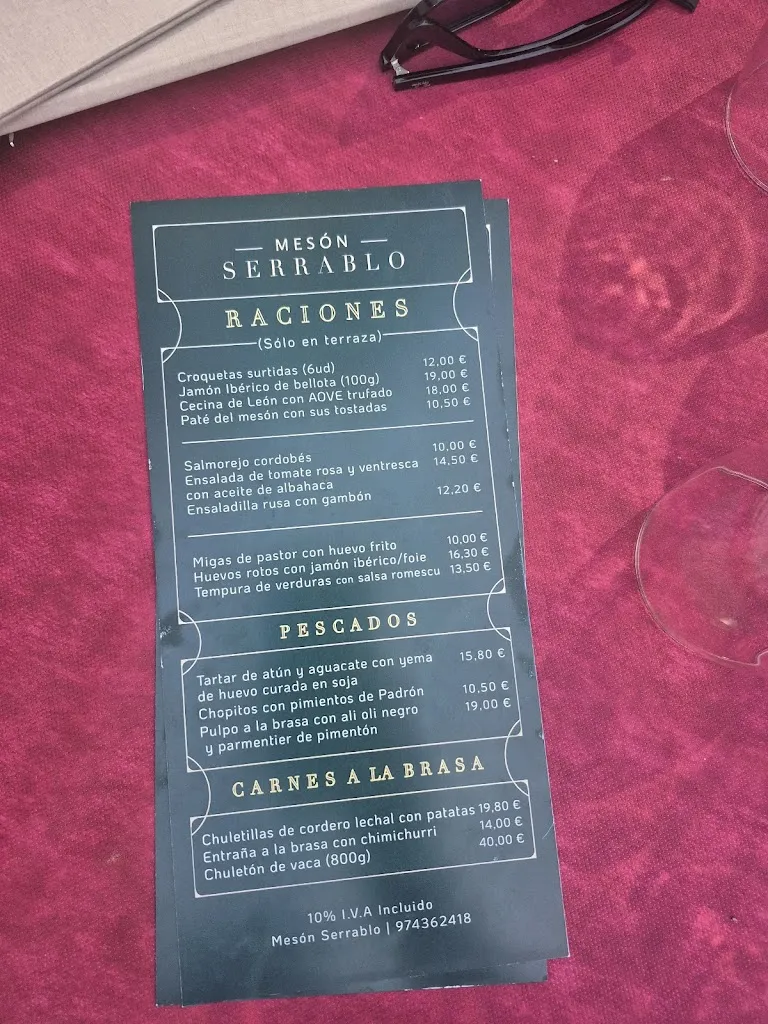 MESÓN
SERRABLO
RACIONES
(Sólo en terraza)
Croquetas surtidas (6ud) 12,00 €
Jamón Ibérico de bellota (100g) 19,00 €
Cecina de León con AOVE trufado 18,00 €
Paté del mesón con sus tostadas 10,50 €
Salmorejo cordobés 10,00 €
Ensalada de tomate rosa y ventresca 14,50 €
con aceite de albahaca
Ensaladilla rusa con gambón 12,20 €
Migas de pastor con huevo frito 10,00 €
Huevos rotos con jamón ibérico/foie 16,30 €
Tempura de verduras con salsa romescu 13,50 €
PESCADOS
Tartar de atún y aguacate con yema 15,80 €
de huevo curada en soja
Chopitos con pimientos de Padrón 10,50 €
Pulpo a la brasa con ali oli negro 19,00 €
y parmentier de pimentón
CARNES A LA BRASA
Chuletillas de cordero lechal con patatas 19,80 €
Entraña a la brasa con chimichurri 14,00 €
Chuletón de vaca (800g) 40,00 €
10% I.V.A Incluido
Mesón Serrablo | 974362418